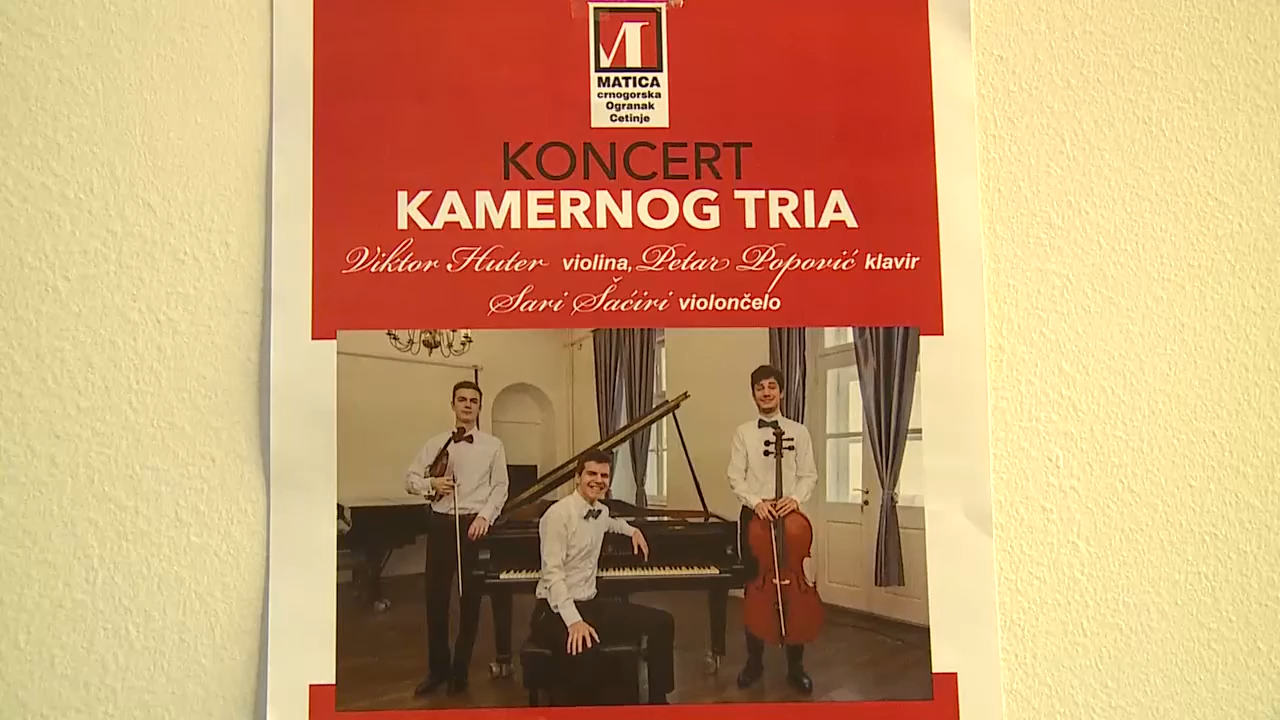 M
MATICA
crnogorska
Ogranak
Cetinje
KONCERT
KAMERNOG TRIA
Viktor Huter violina, Petar Popović klavir
Sari Šaćiri violončelo